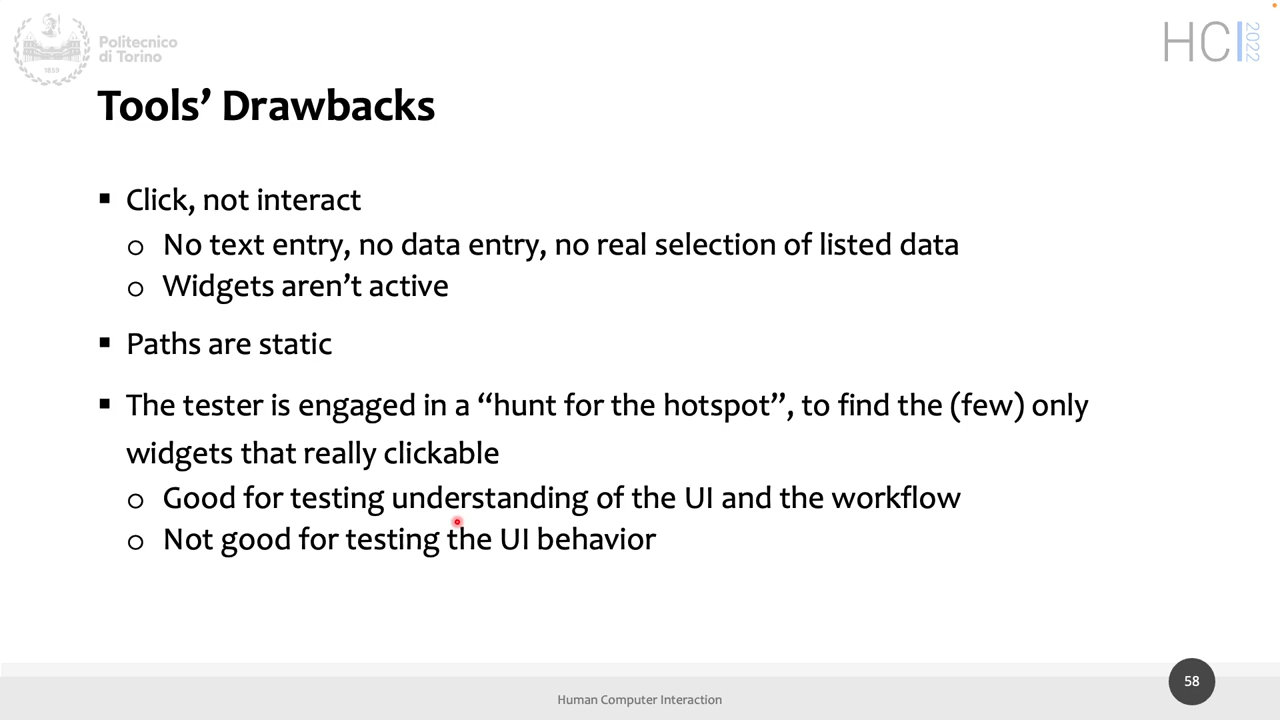 Politecnico
di Torino
1859
HCI 2022
Tools’ Drawbacks
▪ Click, not interact
o No text entry, no data entry, no real selection of listed data
o Widgets aren’t active
▪ Paths are static
▪ The tester is engaged in a “hunt for the hotspot”, to find the (few) only
widgets that really clickable
o Good for testing understanding of the UI and the workflow
o Not good for testing the UI behavior
Human Computer Interaction
58